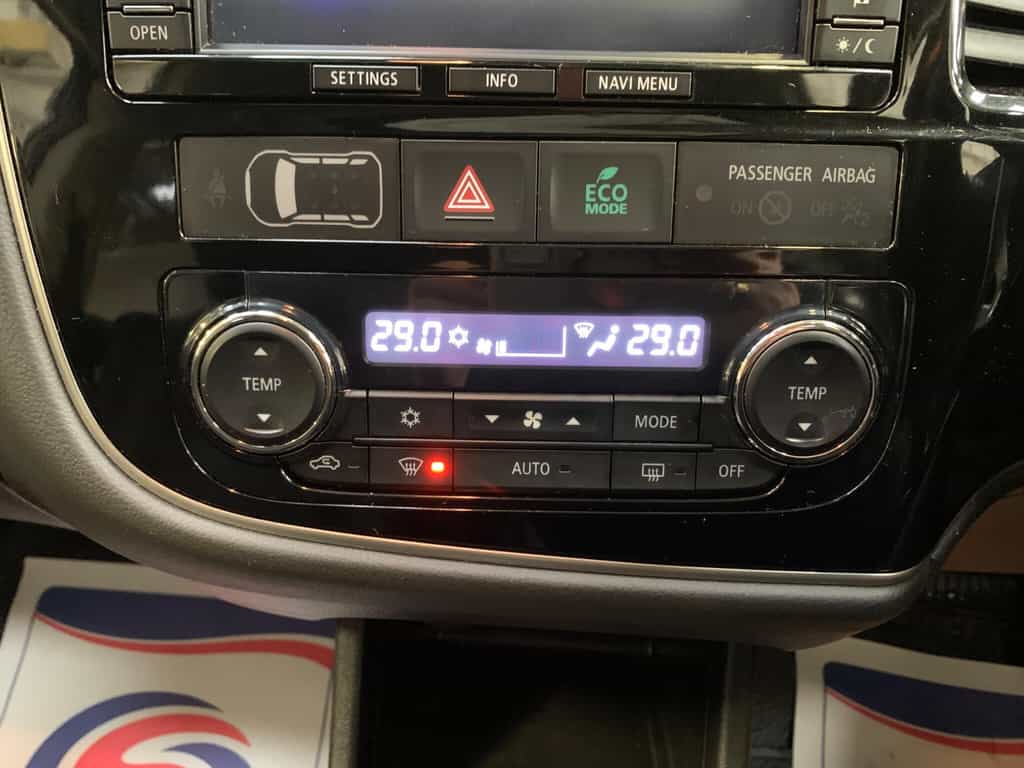 OPEN
SETTINGS INFO NAVI MENU
ECO
MODE
PASSENGER AIRBAG
ON OFF
29.0 29.0
TEMP
TEMP
MODE
AUTO
OFF